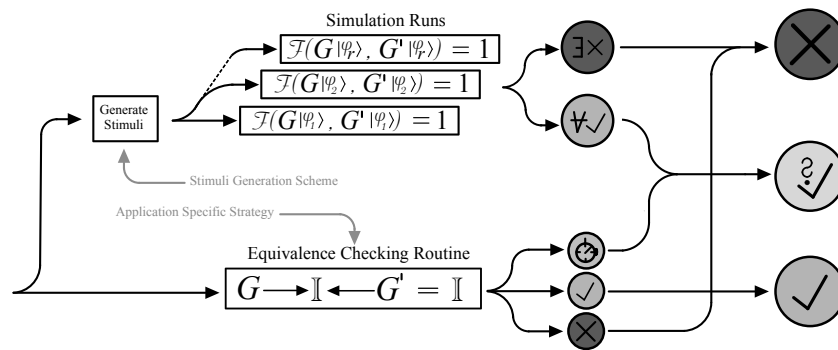 Simulation Runs
ℱ(G|φ_r⟩, G'|φ_r⟩) = 1
ℱ(G|φ_2⟩, G'|φ_2⟩) = 1
ℱ(G|φ_1⟩, G'|φ_1⟩) = 1
Generate
Stimuli
∃×
∀✓
Stimuli Generation Scheme
Application Specific Strategy
Equivalence Checking Routine
G → 𝕀 ← G' = 𝕀